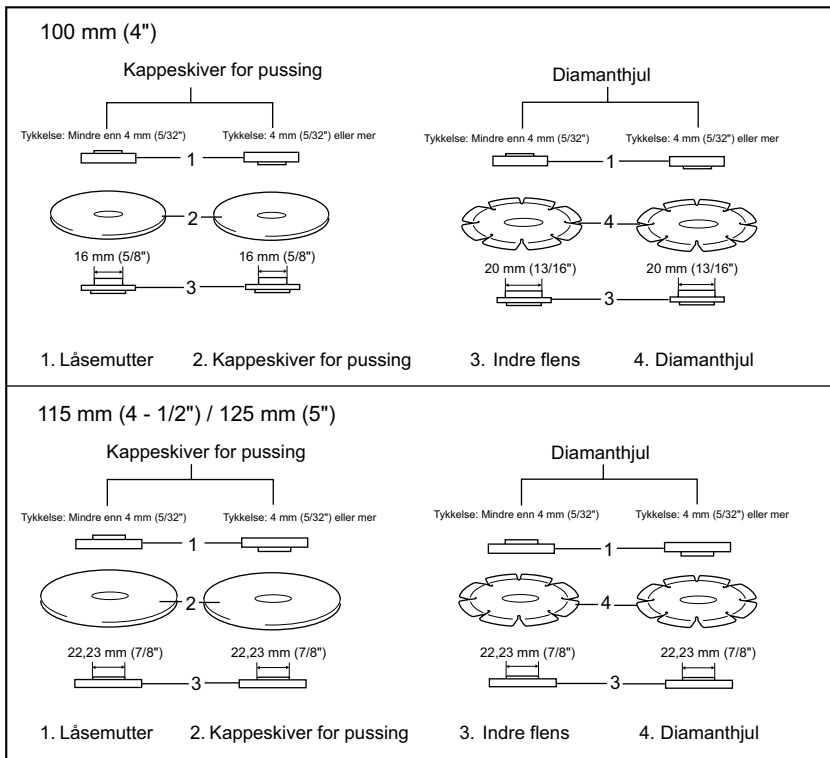 100 mm (4")
Kappeskiver for pussing
Diamanthjul
Tykkelse: Mindre enn 4 mm (5/32")
Tykkelse: 4 mm (5/32") eller mer
Tykkelse: Mindre enn 4 mm (5/32")
Tykkelse: 4 mm (5/32") eller mer
1
1
2
4
16 mm (5/8")
16 mm (5/8")
20 mm (13/16")
20 mm (13/16")
3
3
1. Låsemutter 2. Kappeskiver for pussing 3. Indre flens 4. Diamanthjul
115 mm (4 - 1/2") / 125 mm (5")
Kappeskiver for pussing
Diamanthjul
Tykkelse: Mindre enn 4 mm (5/32")
Tykkelse: 4 mm (5/32") eller mer
Tykkelse: Mindre enn 4 mm (5/32")
Tykkelse: 4 mm (5/32") eller mer
1
1
2
4
22,23 mm (7/8")
22,23 mm (7/8")
22,23 mm (7/8")
22,23 mm (7/8")
3
3
1. Låsemutter 2. Kappeskiver for pussing 3. Indre flens 4. Diamanthjul